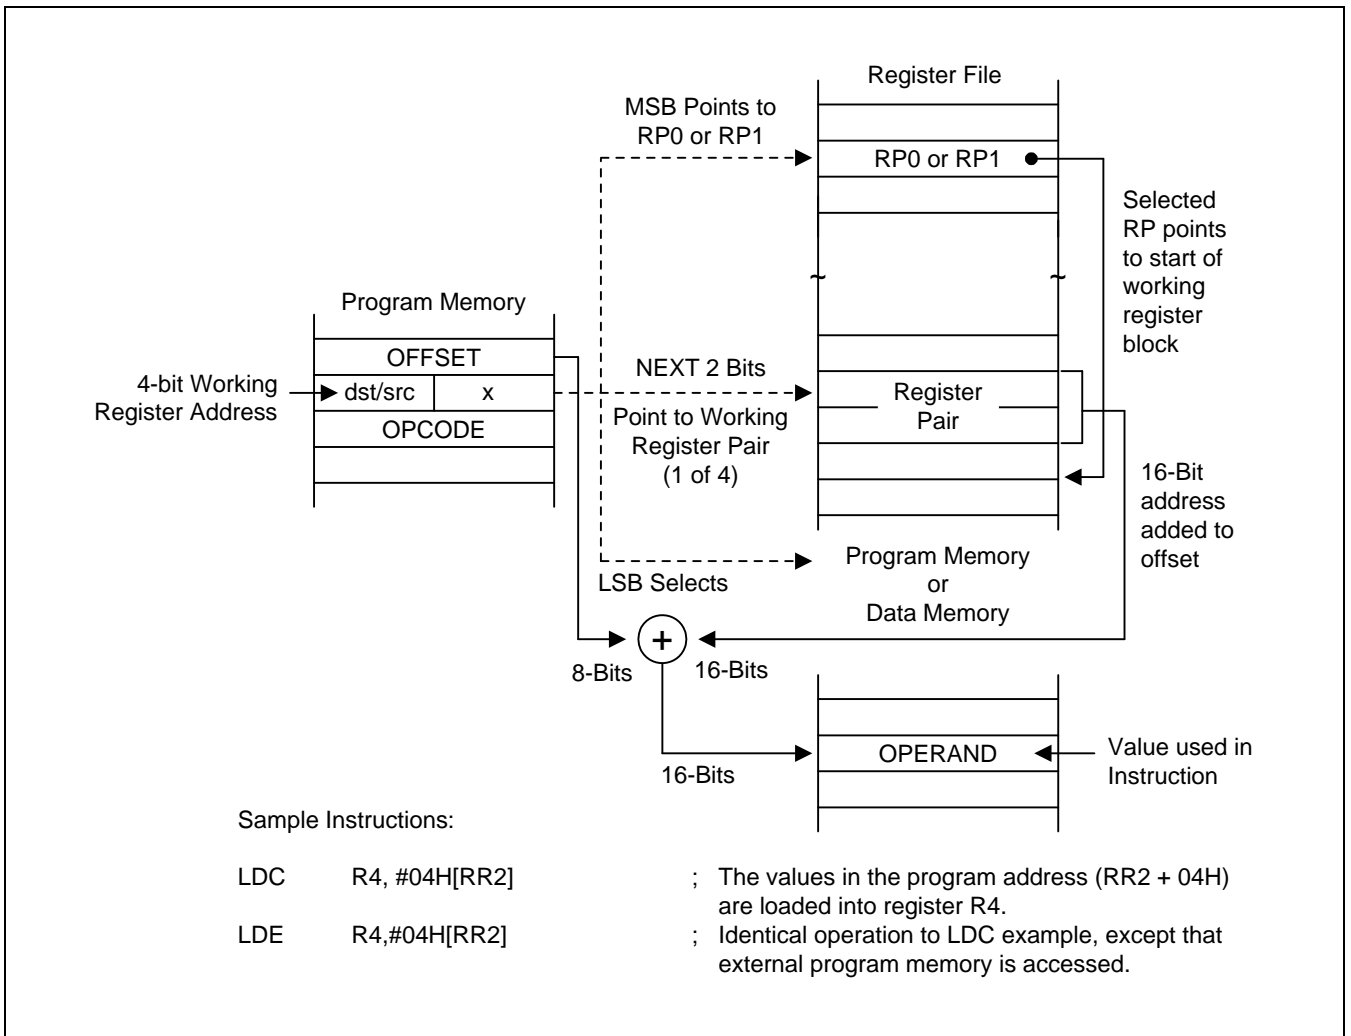 Register File
MSB Points to
RP0 or RP1
RP0 or RP1
Selected
RP points
to start of
working
register
block
~ ~
Program Memory
OFFSET
4-bit Working
Register Address
dst/src x
OPCODE
NEXT 2 Bits
Point to Working
Register Pair
(1 of 4)
Register
Pair
16-Bit
address
added to
offset
LSB Selects
Program Memory
or
Data Memory
+
8-Bits 16-Bits
16-Bits
OPERAND
Value used in
Instruction
Sample Instructions:
LDC R4, #04H[RR2] ; The values in the program address (RR2 + 04H)
are loaded into register R4.
LDE R4,#04H[RR2] ; Identical operation to LDC example, except that
external program memory is accessed.